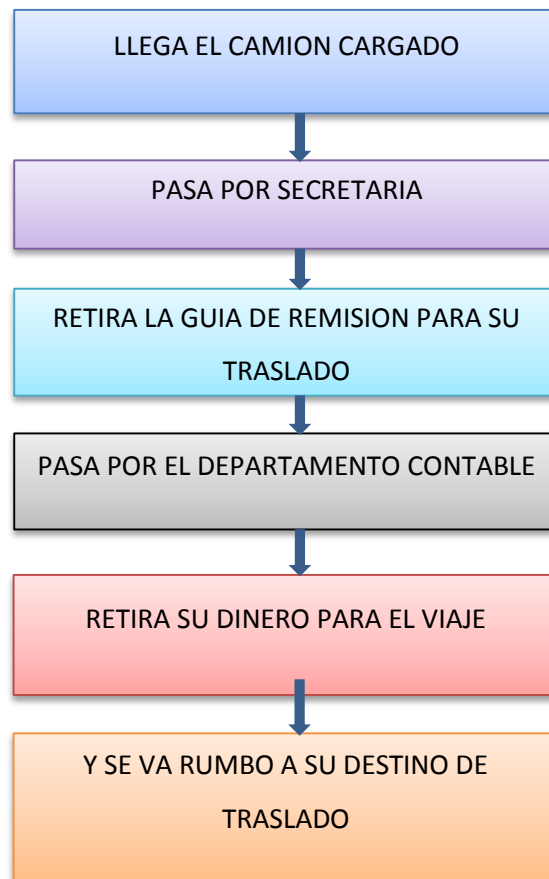 LLEGA EL CAMION CARGADO
PASA POR SECRETARIA
RETIRA LA GUIA DE REMISION PARA SU
TRASLADO
PASA POR EL DEPARTAMENTO CONTABLE
RETIRA SU DINERO PARA EL VIAJE
Y SE VA RUMBO A SU DESTINO DE
TRASLADO